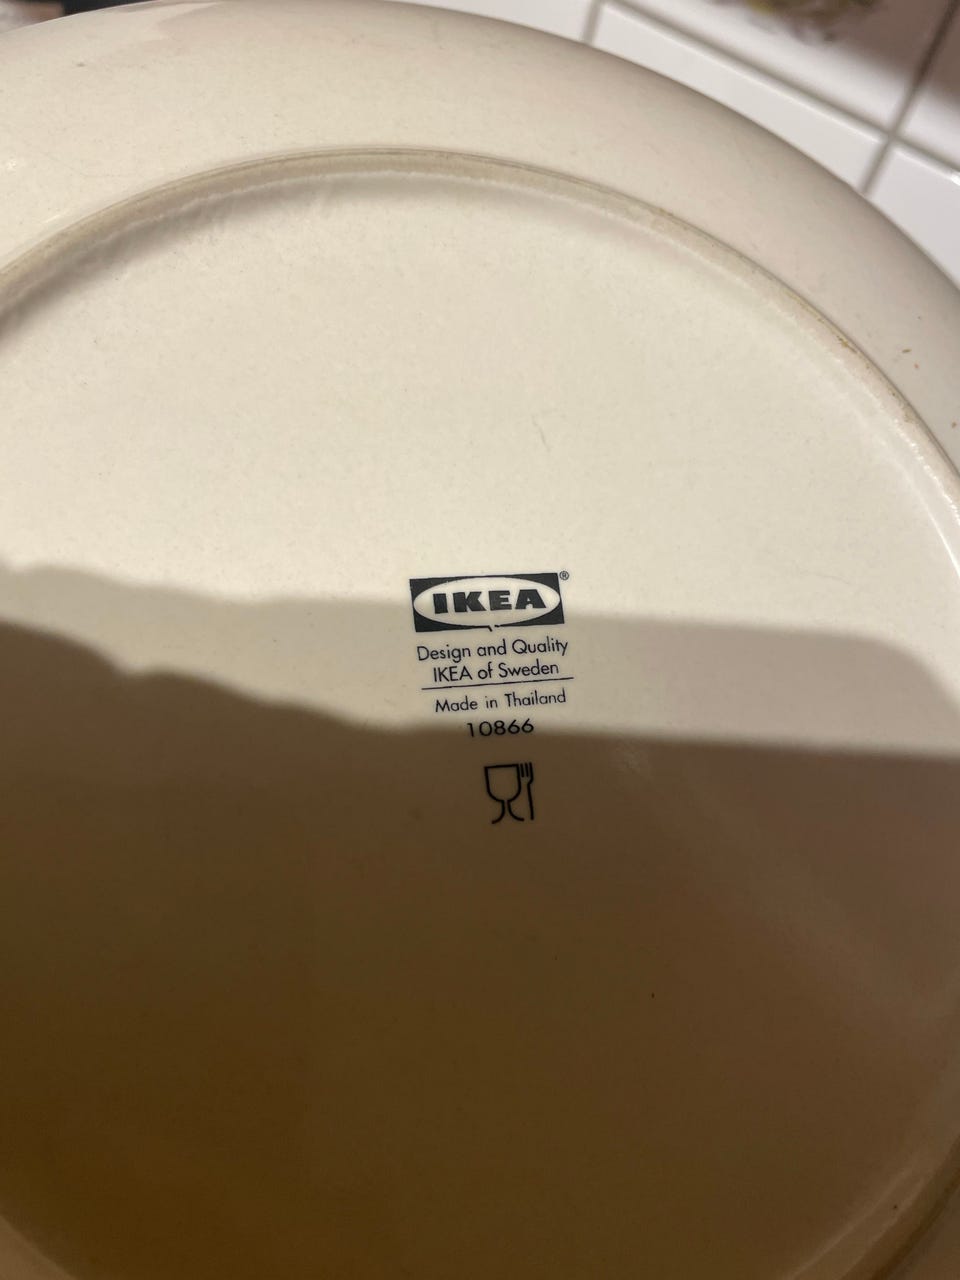 IKEA®
Design and Quality
IKEA of Sweden
Made in Thailand
10866